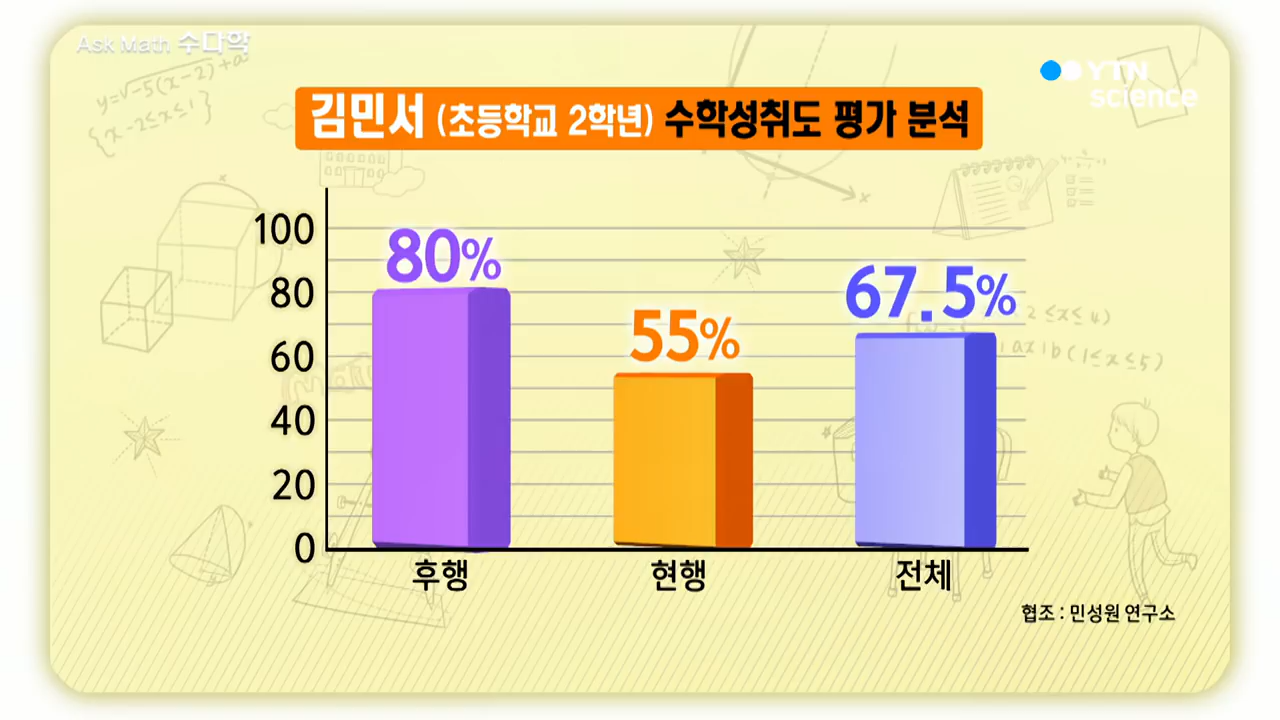 Ask Math 수다학
YTN
science
김민서 (초등학교 2학년) 수학성취도 평가 분석
100
80
60
40
20
0
80%
55%
67.5%
후행
현행
전체
협조 : 민성원 연구소